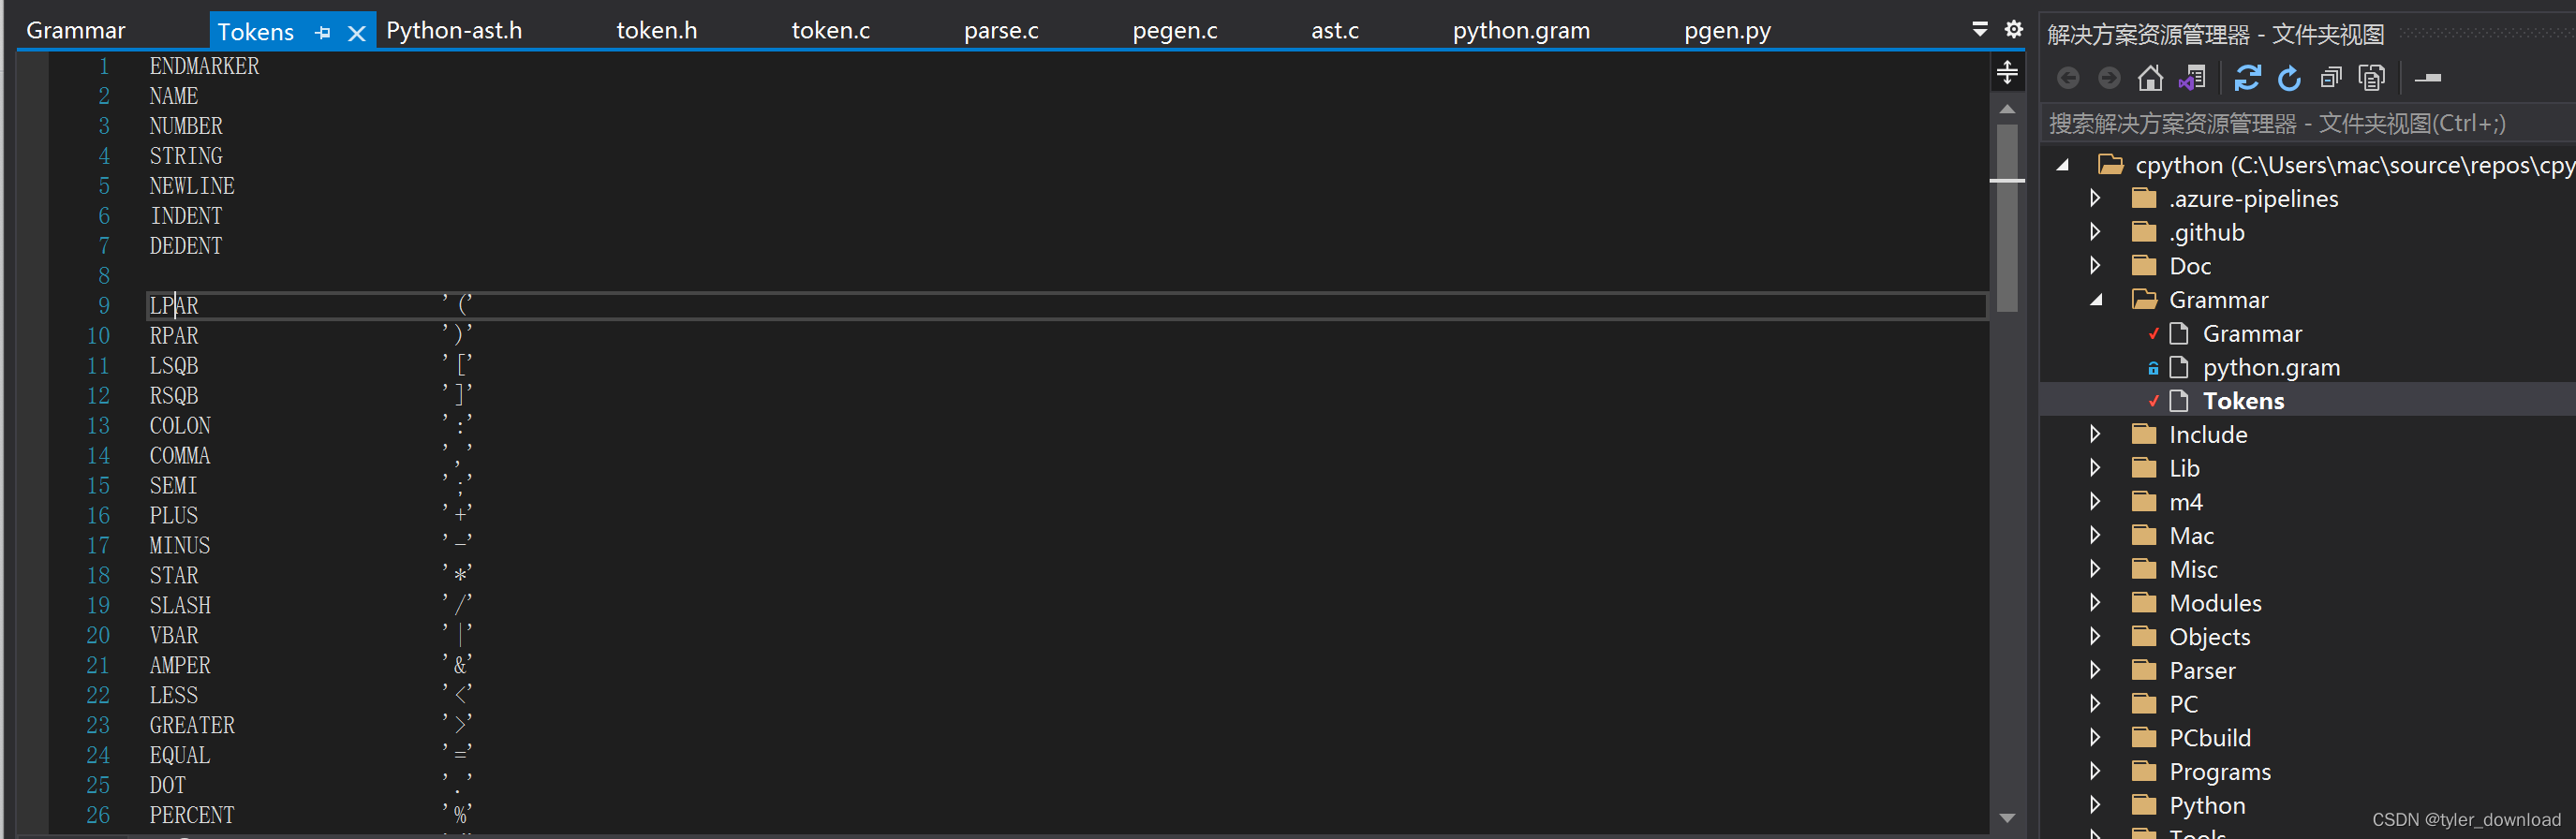 Grammar Tokens Python-ast.h token.h token.c parse.c pegen.c ast.c python.gram pgen.py
1 ENDMARKER
2 NAME
3 NUMBER
4 STRING
5 NEWLINE
6 INDENT
7 DEDENT
8
9 LPAR '('
10 RPAR ')'
11 LSQB '['
12 RSQB ']'
13 COLON ':'
14 COMMA ','
15 SEMI ';'
16 PLUS '+'
17 MINUS '-'
18 STAR '*'
19 SLASH '/'
20 VBAR '|'
21 AMPER '&'
22 LESS '<'
23 GREATER '>'
24 EQUAL '='
25 DOT '.'
26 PERCENT '%'
解决方案资源管理器 - 文件夹视图
搜索解决方案资源管理器 - 文件夹视图(Ctrl+;)
cpython (C:\Users\mac\source\repos\cpy
.azure-pipelines
.github
Doc
Grammar
Grammar
python.gram
Tokens
Include
Lib
m4
Mac
Misc
Modules
Objects
Parser
PC
PCbuild
Programs
Python
Tools
CSDN @tyler_download